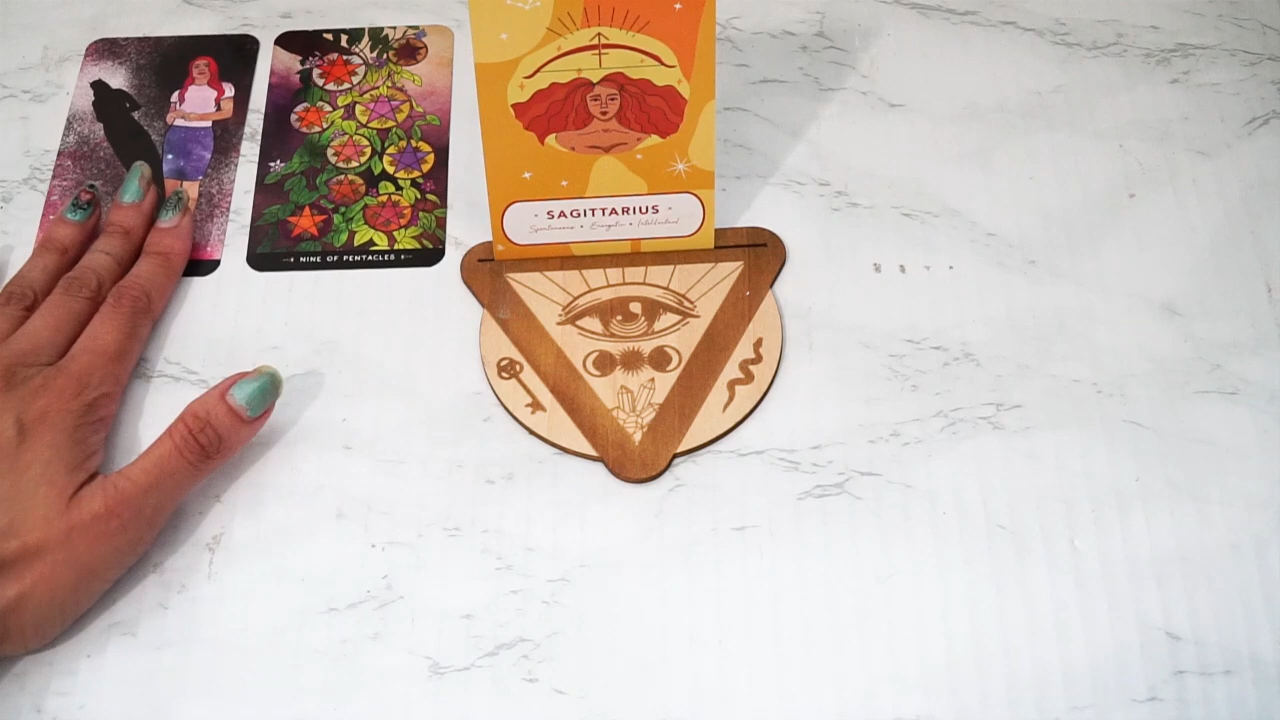 NINE OF PENTACLES
- SAGITTARIUS -
Spontaneous • Energetic • Intellectual